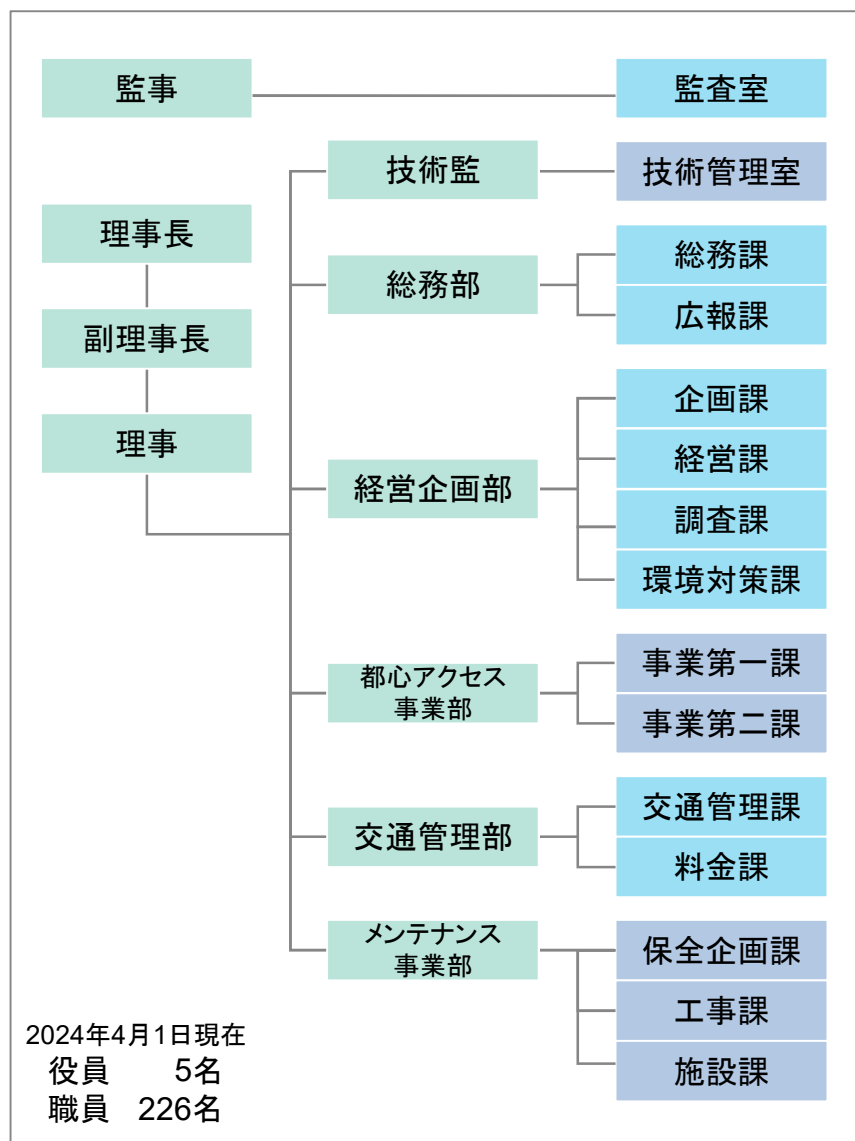 監事
監査室
理事長
副理事長
理事
技術監
技術管理室
総務部
総務課
広報課
経営企画部
企画課
経営課
調査課
環境対策課
都心アクセス
事業部
事業第一課
事業第二課
交通管理部
交通管理課
料金課
メンテナンス
事業部
保全企画課
工事課
施設課
2024年4月1日現在
役員 5名
職員 226名